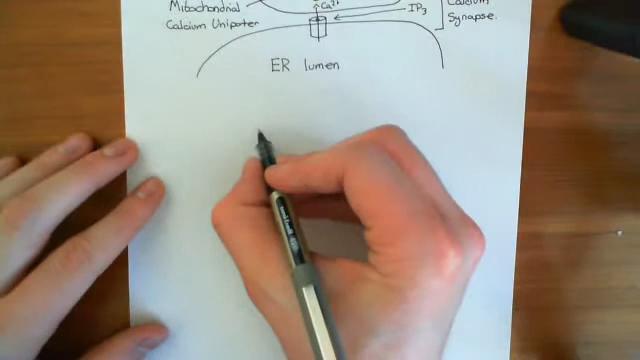 Mitochondrial
Calcium Uniporter
Ca²⁺
IP₃
Calcium
Synapse.
ER lumen